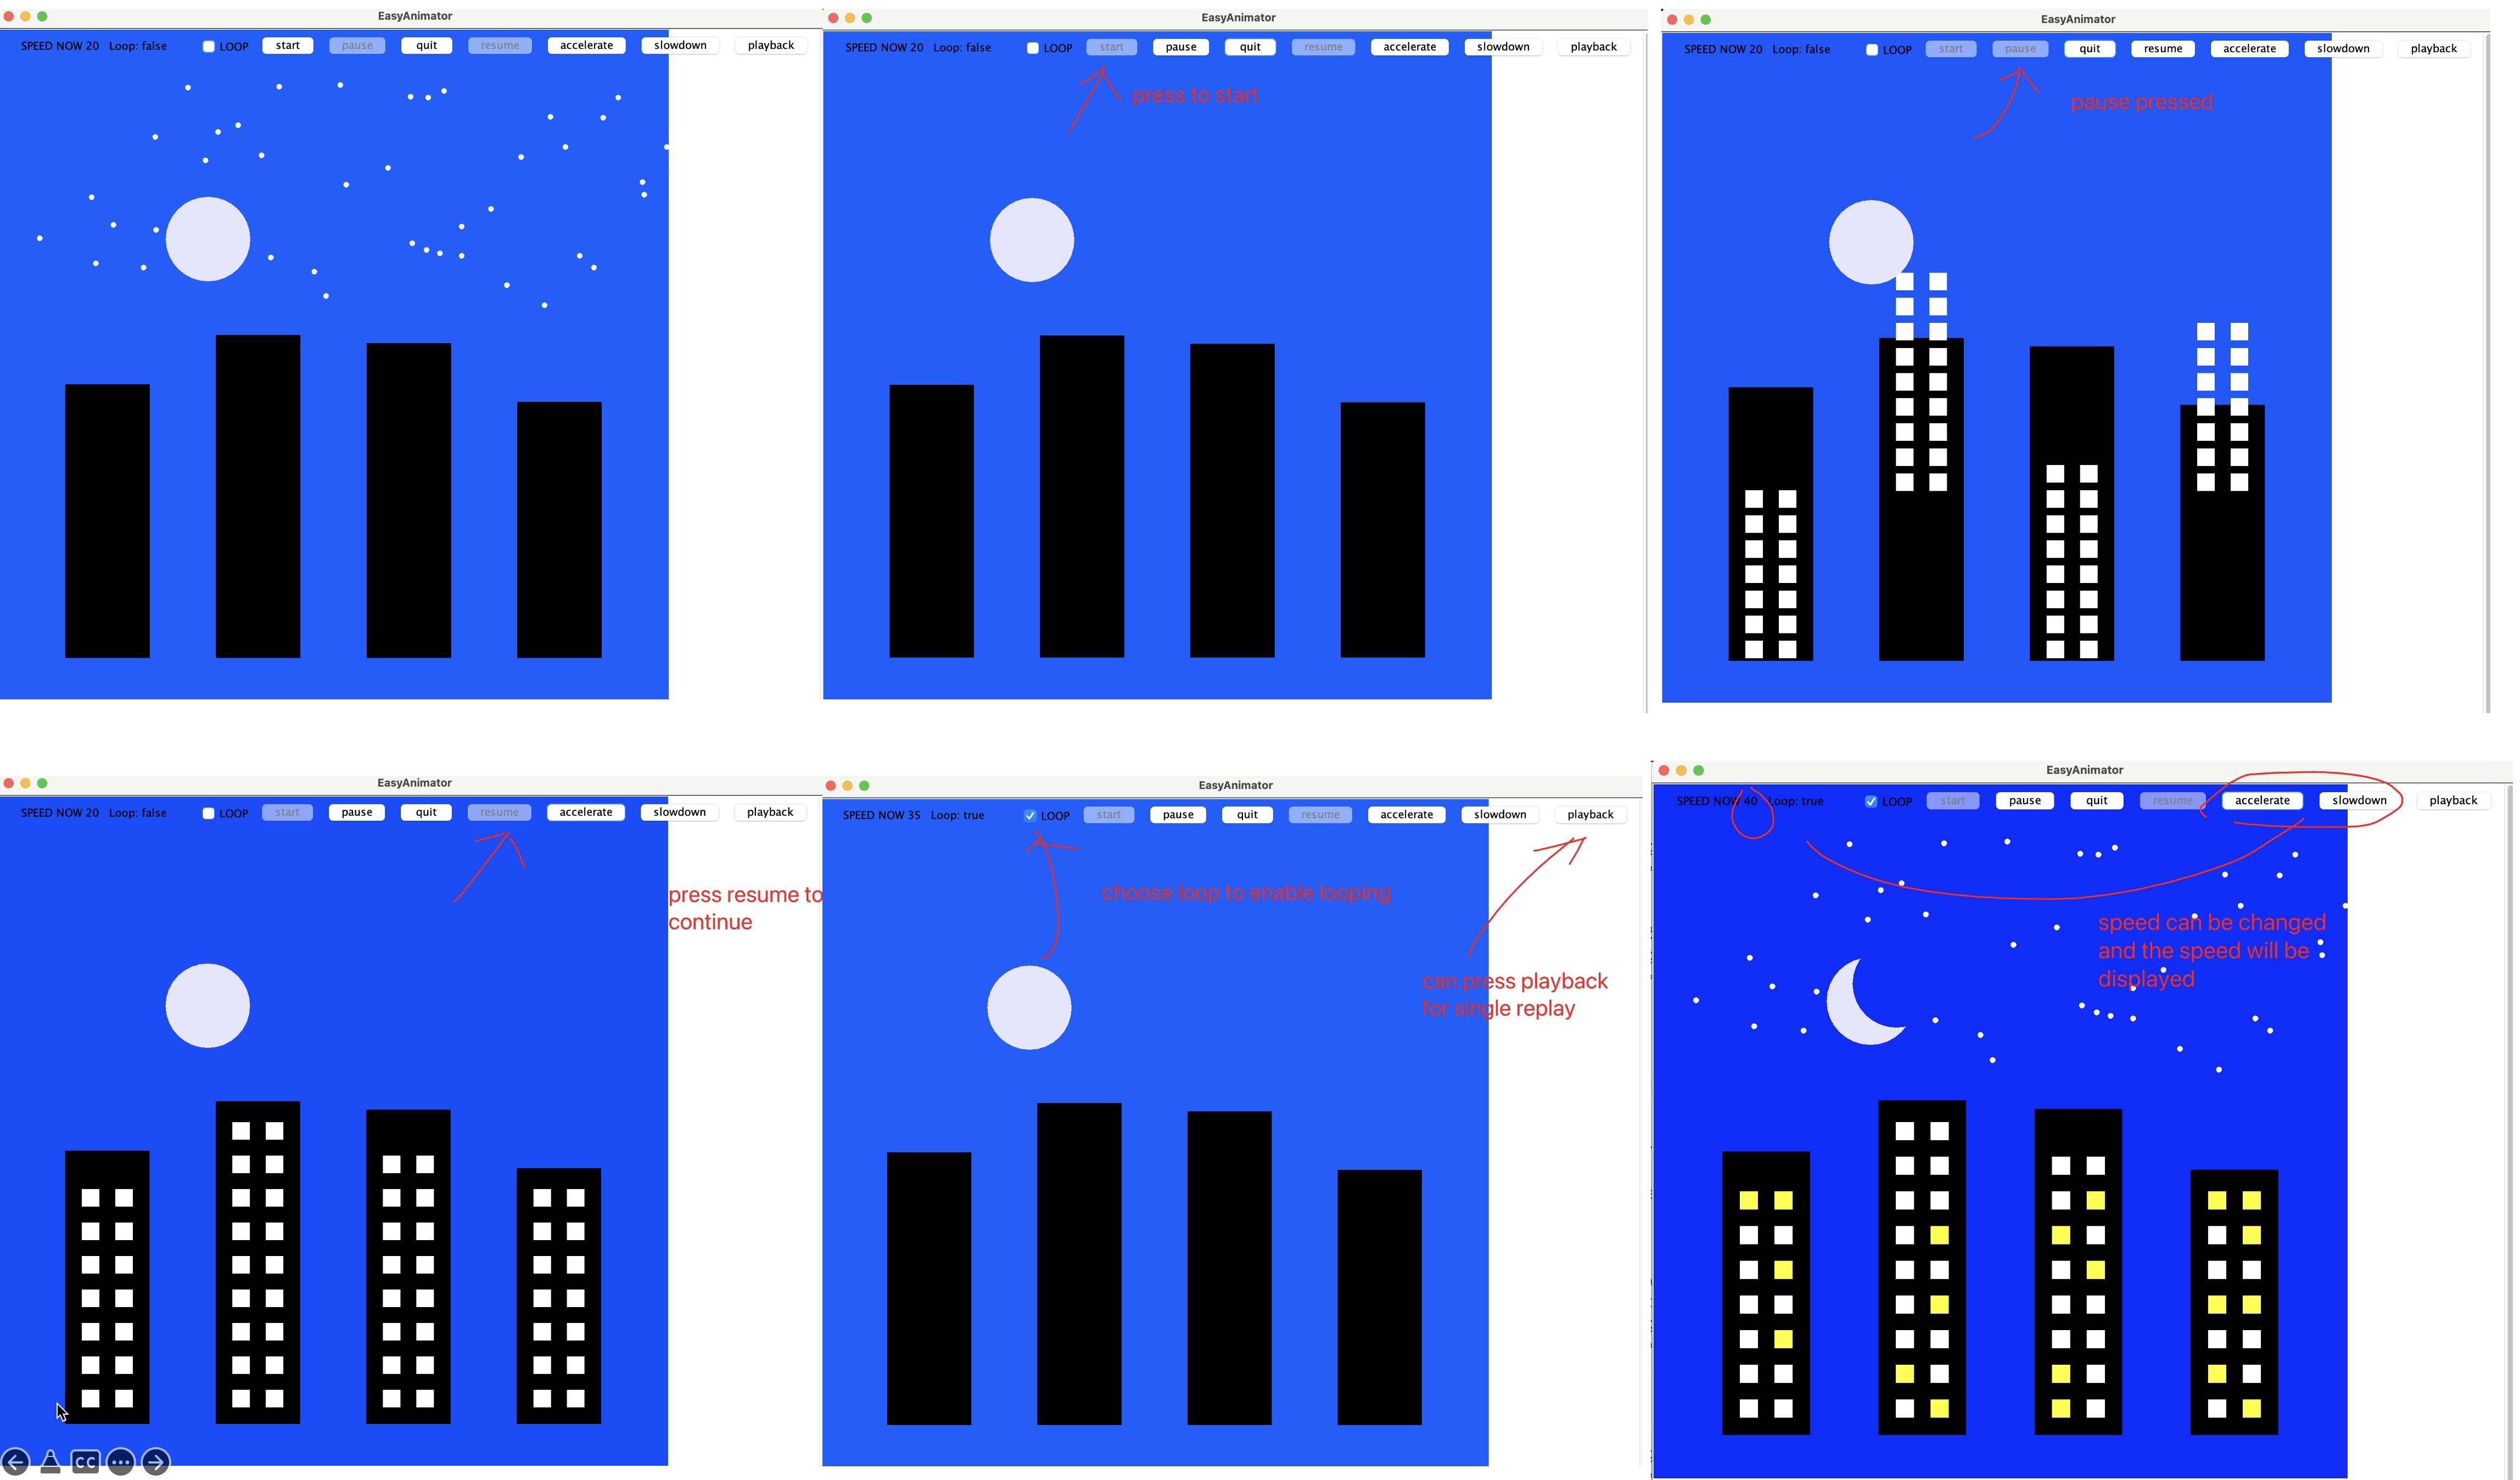 EasyAnimator
SPEED NOW 20 Loop: false LOOP start pause quit resume accelerate slowdown playback
EasyAnimator
SPEED NOW 20 Loop: false LOOP start pause quit resume accelerate slowdown playback
press to start
EasyAnimator
SPEED NOW 20 Loop: false LOOP start pause quit resume accelerate slowdown playback
pause pressed
EasyAnimator
SPEED NOW 20 Loop: false LOOP start pause quit resume accelerate slowdown playback
press resume to
continue
CC
EasyAnimator
SPEED NOW 35 Loop: true LOOP start pause quit resume accelerate slowdown playback
choose loop to enable looping
can press playback
for single replay
EasyAnimator
SPEED NOW 40 Loop: true LOOP start pause quit resume accelerate slowdown playback
speed can be changed
and the speed will be
displayed